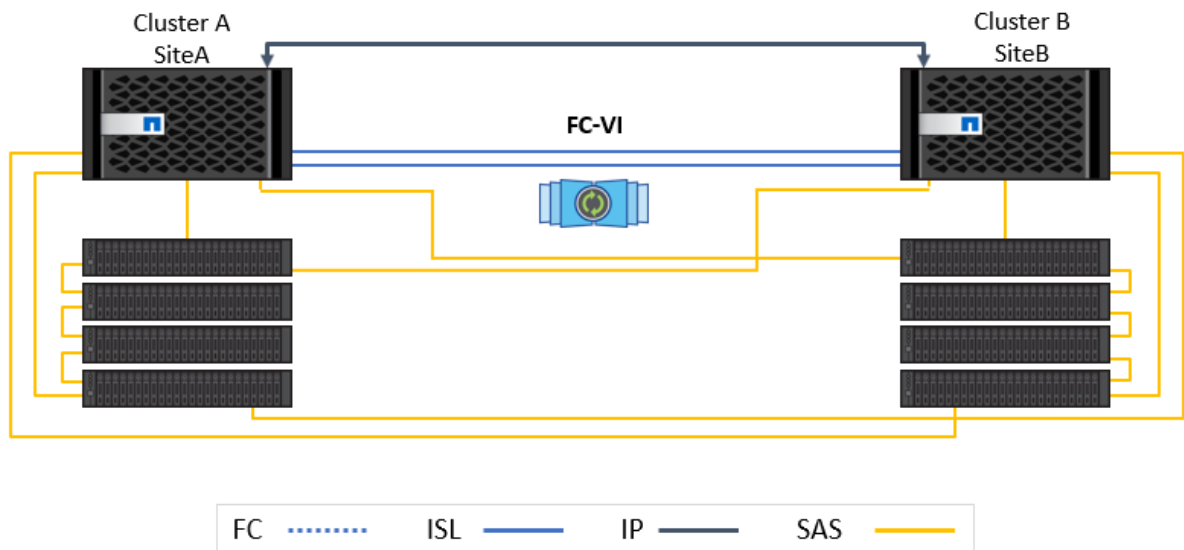 Cluster A
SiteA
Cluster B
SiteB
FC-VI
FC
ISL
IP
SAS